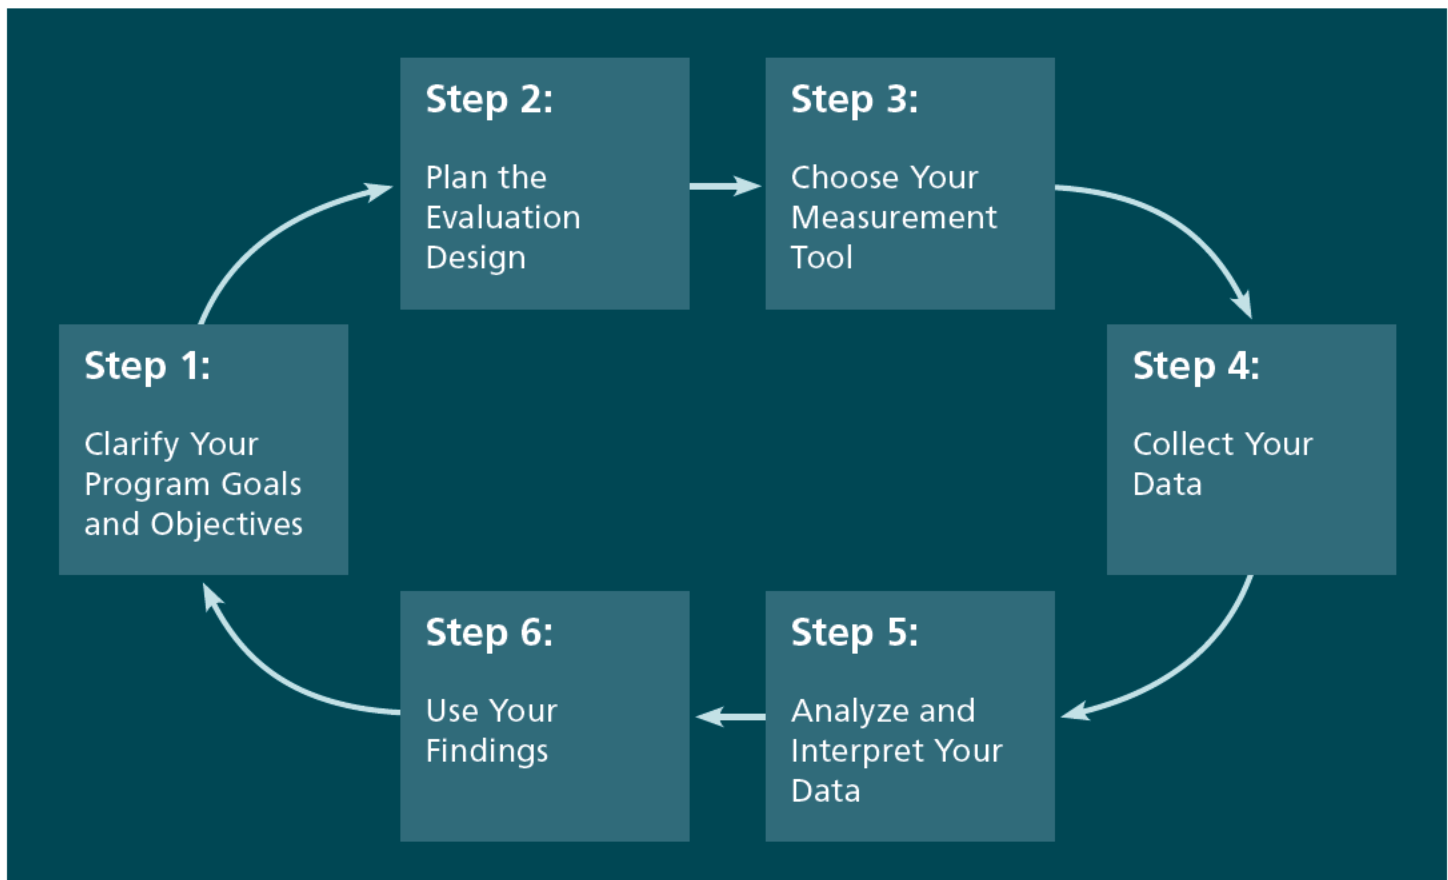 Step 1:
Clarify Your
Program Goals
and Objectives
Step 2:
Plan the
Evaluation
Design
Step 3:
Choose Your
Measurement
Tool
Step 4:
Collect Your
Data
Step 5:
Analyze and
Interpret Your
Data
Step 6:
Use Your
Findings